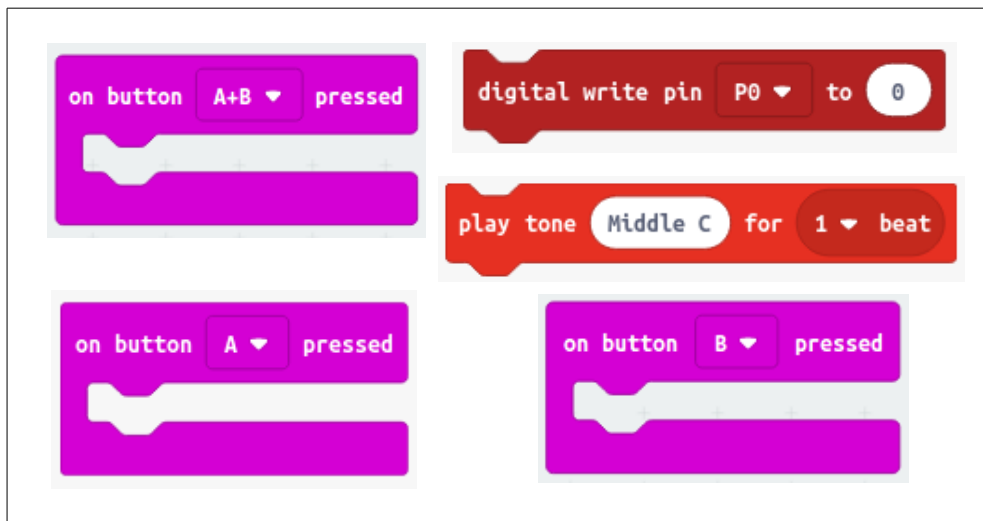 on button A+B pressed
digital write pin P0 to 0
play tone Middle C for 1 beat
on button A pressed
on button B pressed